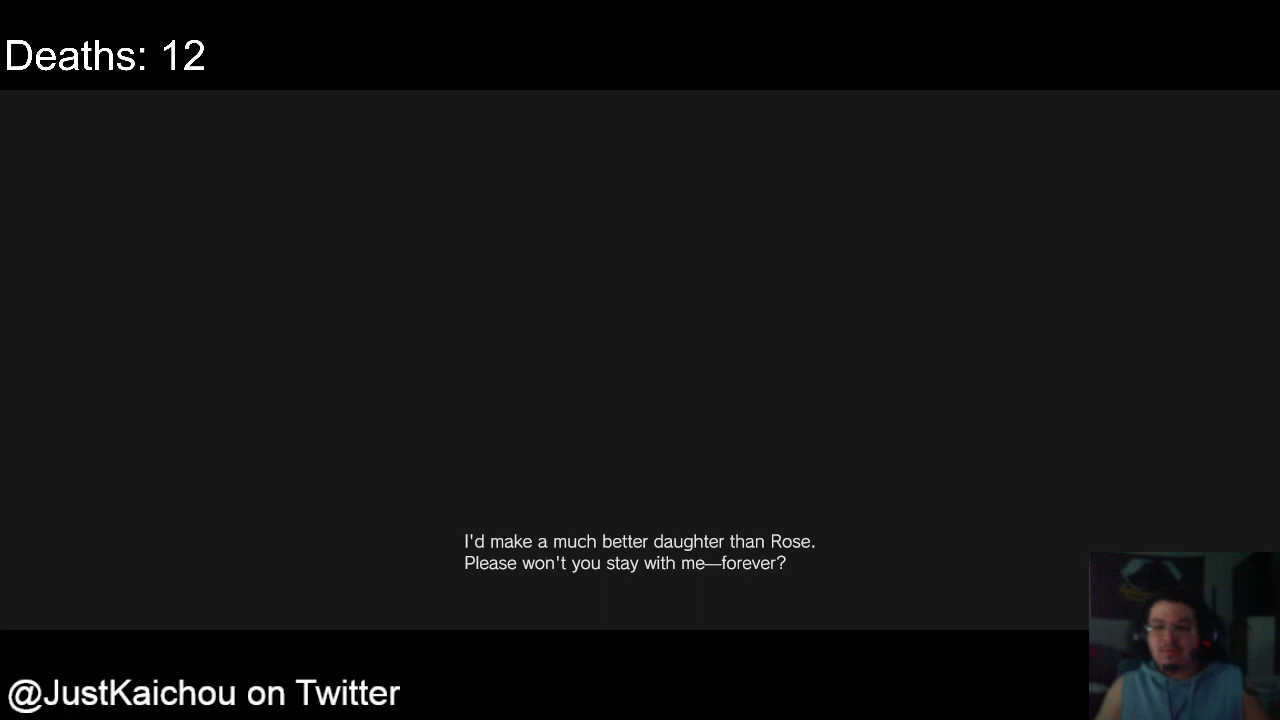 Deaths: 12
I'd make a much better daughter than Rose.
Please won't you stay with me—forever?
@JustKaichou on Twitter